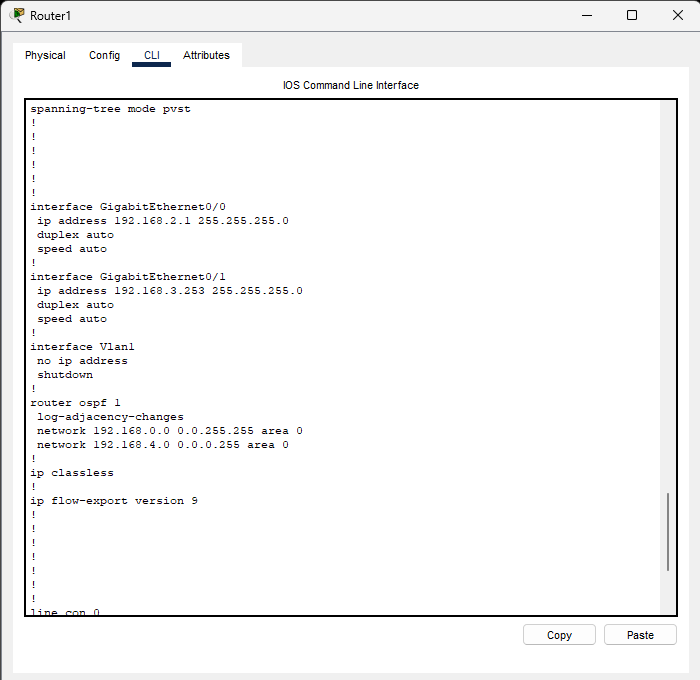 Router1
Physical Config CLI Attributes
IOS Command Line Interface
spanning-tree mode pvst
!
!
!
!
!
!
interface GigabitEthernet0/0
 ip address 192.168.2.1 255.255.255.0
 duplex auto
 speed auto
!
interface GigabitEthernet0/1
 ip address 192.168.3.253 255.255.255.0
 duplex auto
 speed auto
!
interface Vlan1
 no ip address
 shutdown
!
router ospf 1
 log-adjacency-changes
 network 192.168.0.0 0.0.255.255 area 0
 network 192.168.4.0 0.0.0.255 area 0
!
ip classless
!
ip flow-export version 9
!
!
!
!
!
!
!
line con 0
Copy Paste